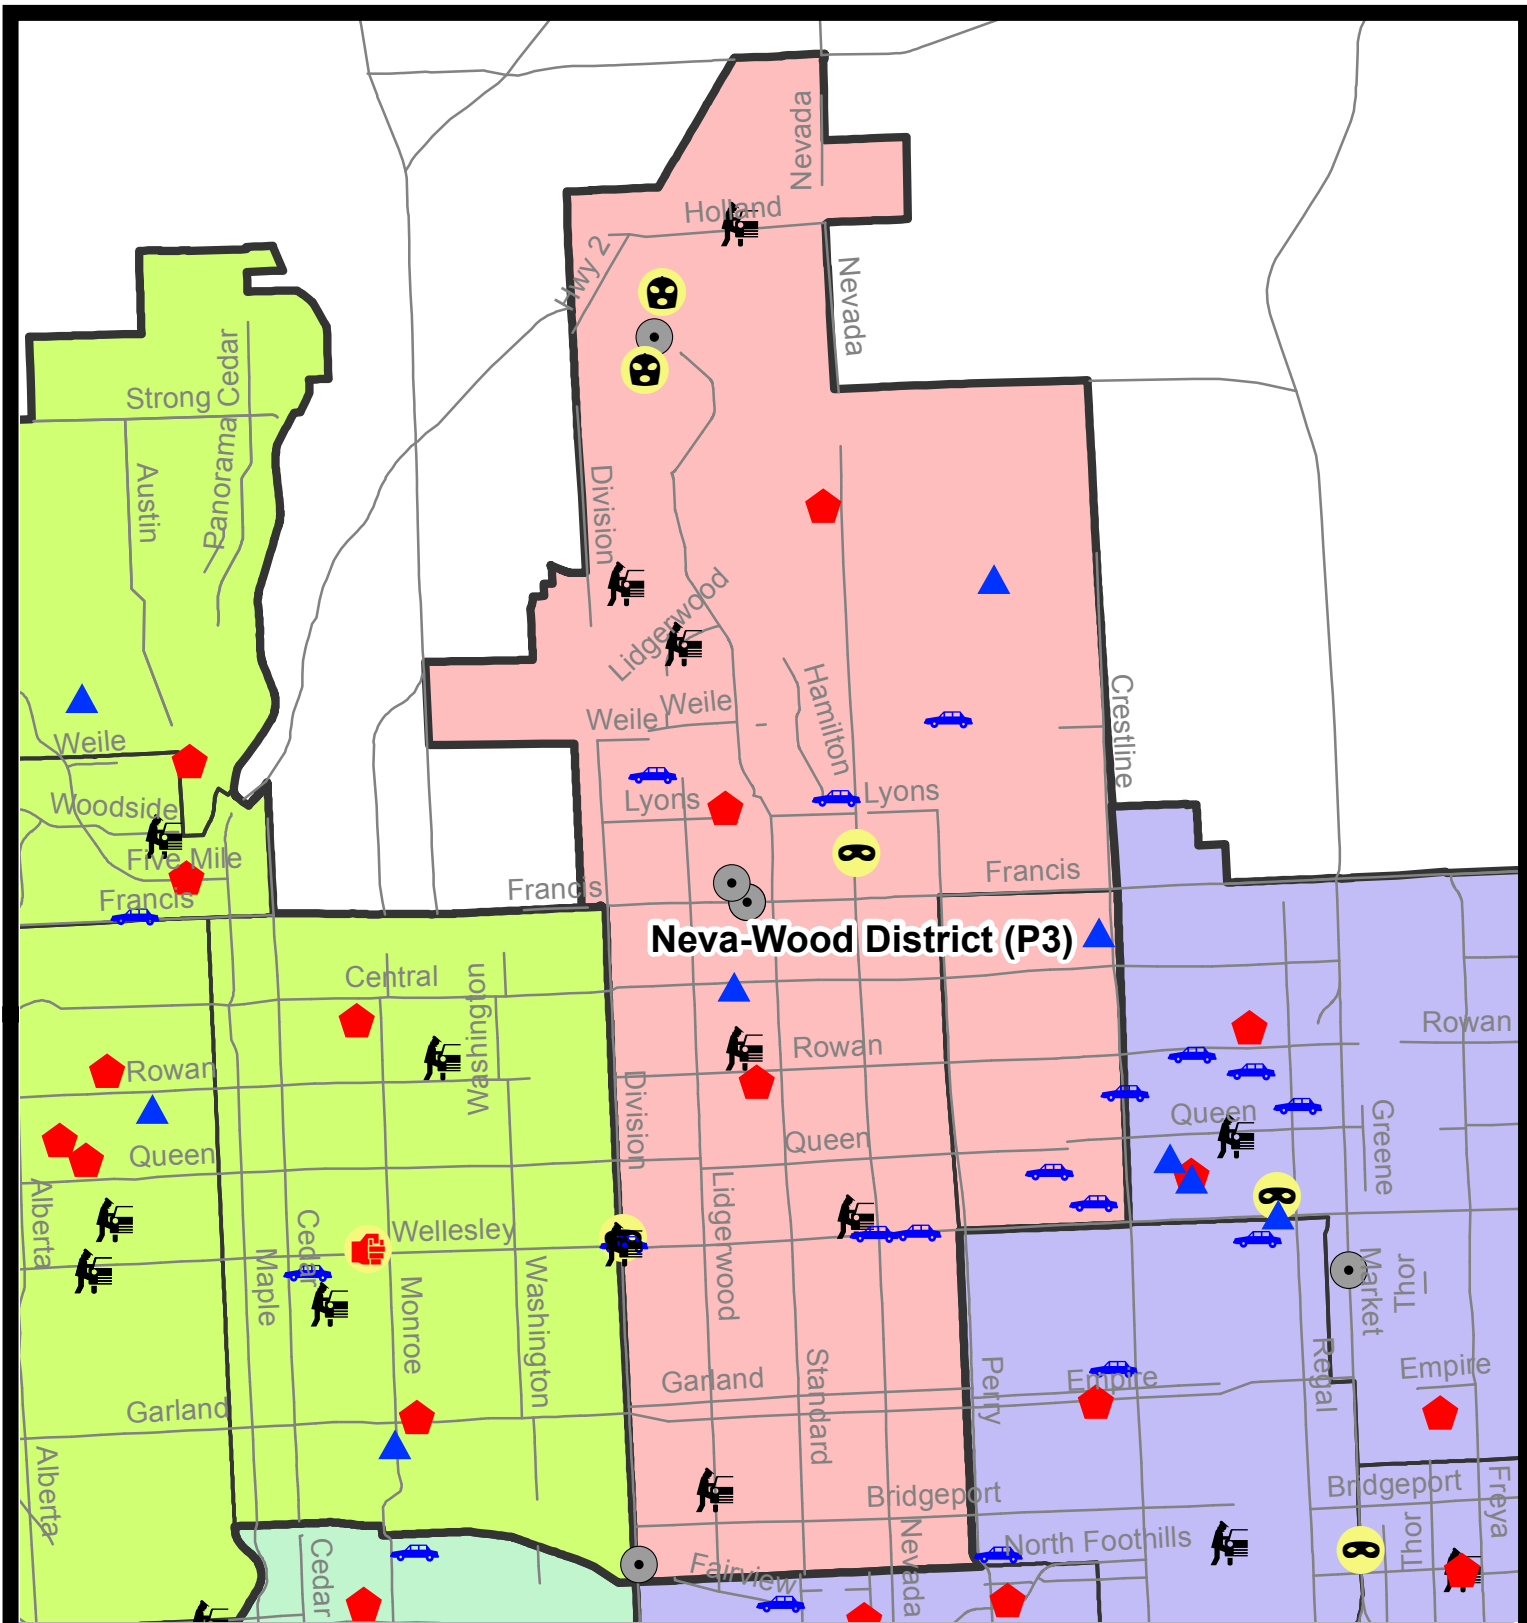 Nevada
Holland
Hwy 2
Nevada
Panorama Cedar
Strong
Austin
Division
Lidgerwood
Hamilton
Crestline
Weile
Weile
Weile
Woodside
Lyons
Lyons
Five Mile
Francis
Francis
Francis
Neva-Wood District (P3)
Central
Washington
Rowan
Rowan
Rowan
Division
Queen
Queen
Queen
Greene
Alberta
Cedar
Wellesley
Lidgerwood
Maple
Monroe
Washington
Market
Thor
Garland
Garland
Standard
Perry
Empire
Regal
Empire
Alberta
Bridgeport
Bridgeport
Freya
Cedar
Fairview
Nevada
North Foothills
Thor